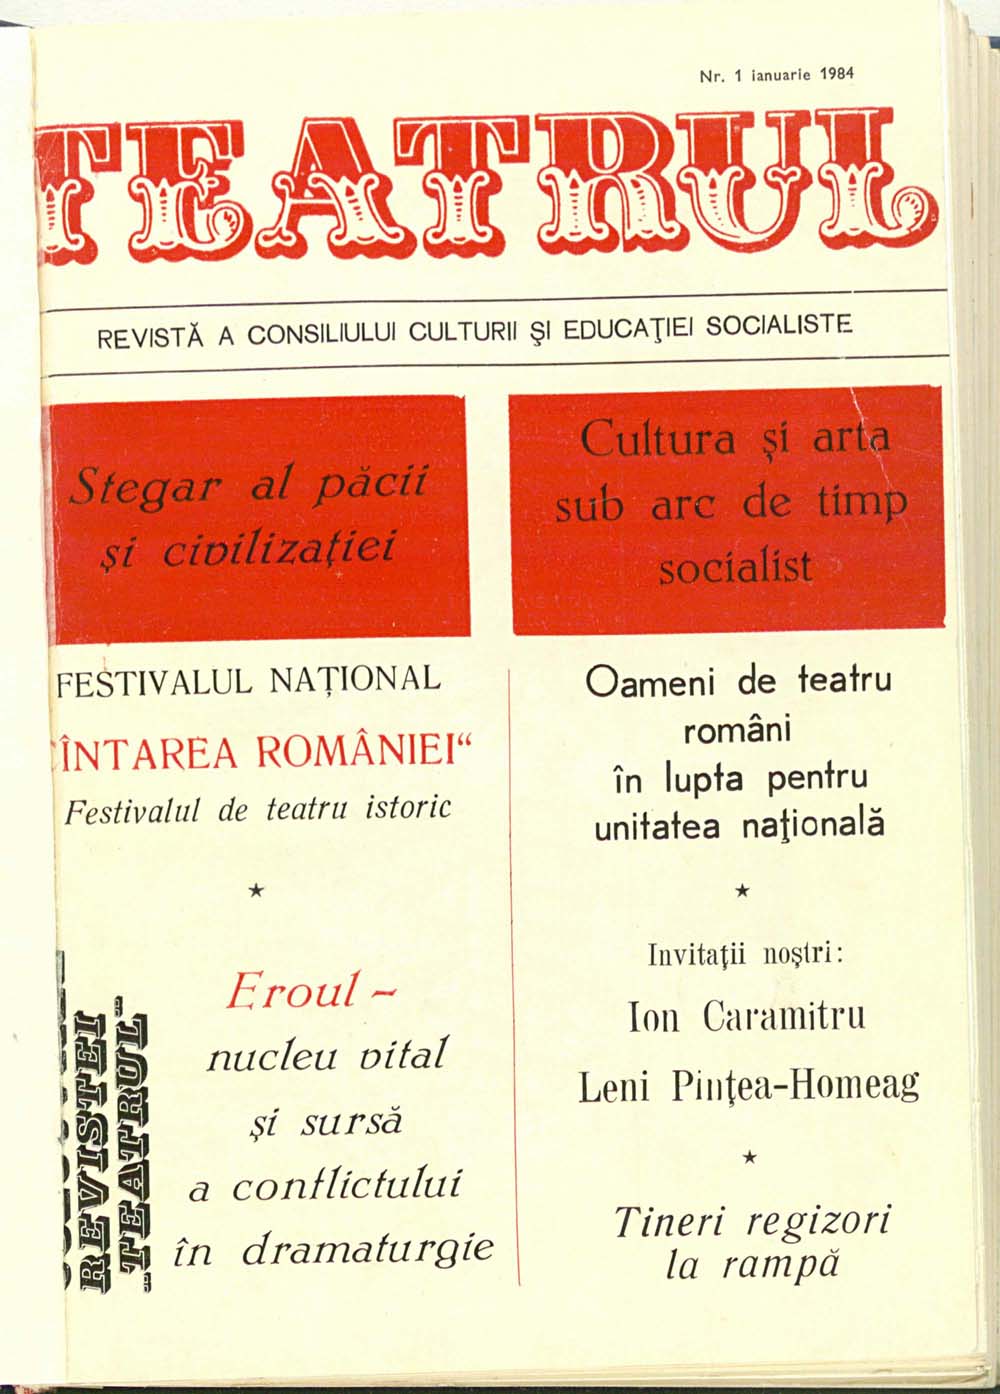 Nr. 1 ianuarie 1984
TEATRUL
REVISTĂ A CONSILIULUI CULTURII ŞI EDUCAŢIEI SOCIALISTE
Stegar al păcii
şi civilizaţiei
Cultura şi arta
sub arc de timp
socialist
FESTIVALUL NAŢIONAL
ÎNTAREA ROMÂNIEI“
Festivalul de teatru istoric
★
REVISTEI
„TEATRUL“
Eroul –
nucleu vital
şi sursă
a conflictului
în dramaturgie
Oameni de teatru
români
în lupta pentru
unitatea naţională
★
Invitaţii noştri:
Ion Caramitru
Leni Pinţea-Homeag
★
Tineri regizori
la rampă